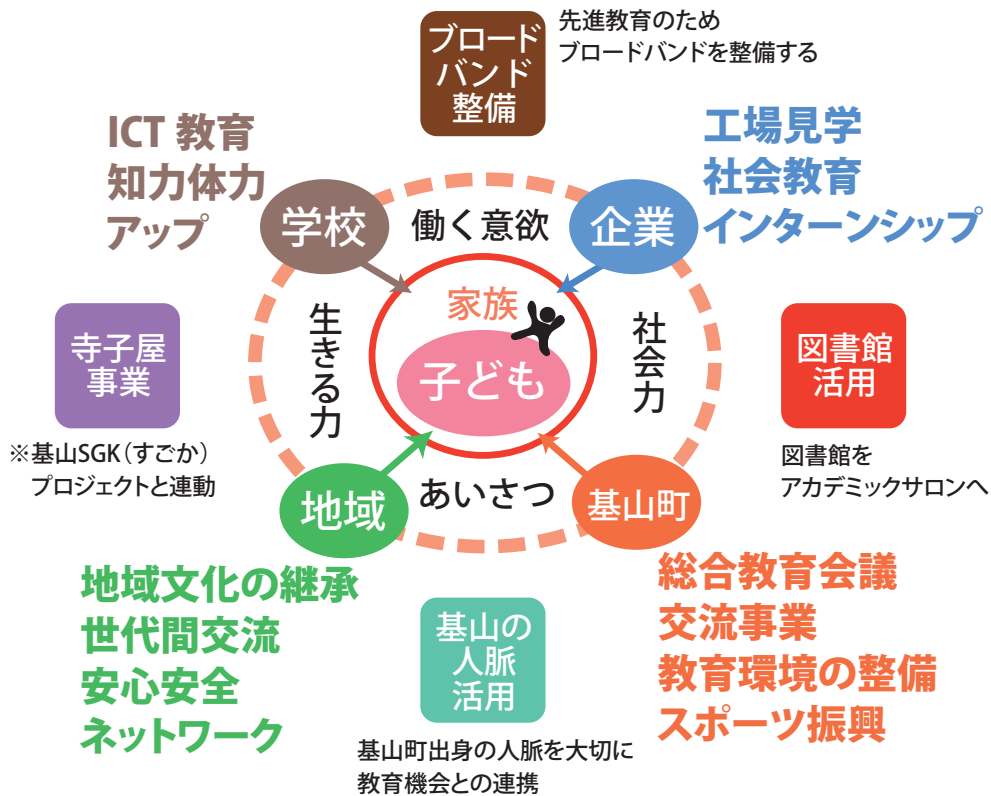 ブロード
バンド
整備
先進教育のため
ブロードバンドを整備する
ICT 教育
知力体力
アップ
工場見学
社会教育
インターンシップ
学校
働く意欲
企業
家族
子ども
生きる力
社会力
寺子屋
事業
※基山SGK（すごか）
プロジェクトと連動
図書館
活用
図書館を
アカデミックサロンへ
地域
あいさつ
基山町
地域文化の継承
世代間交流
安心安全
ネットワーク
基山の
人脈
活用
基山町出身の人脈を大切に
教育機会との連携
総合教育会議
交流事業
教育環境の整備
スポーツ振興